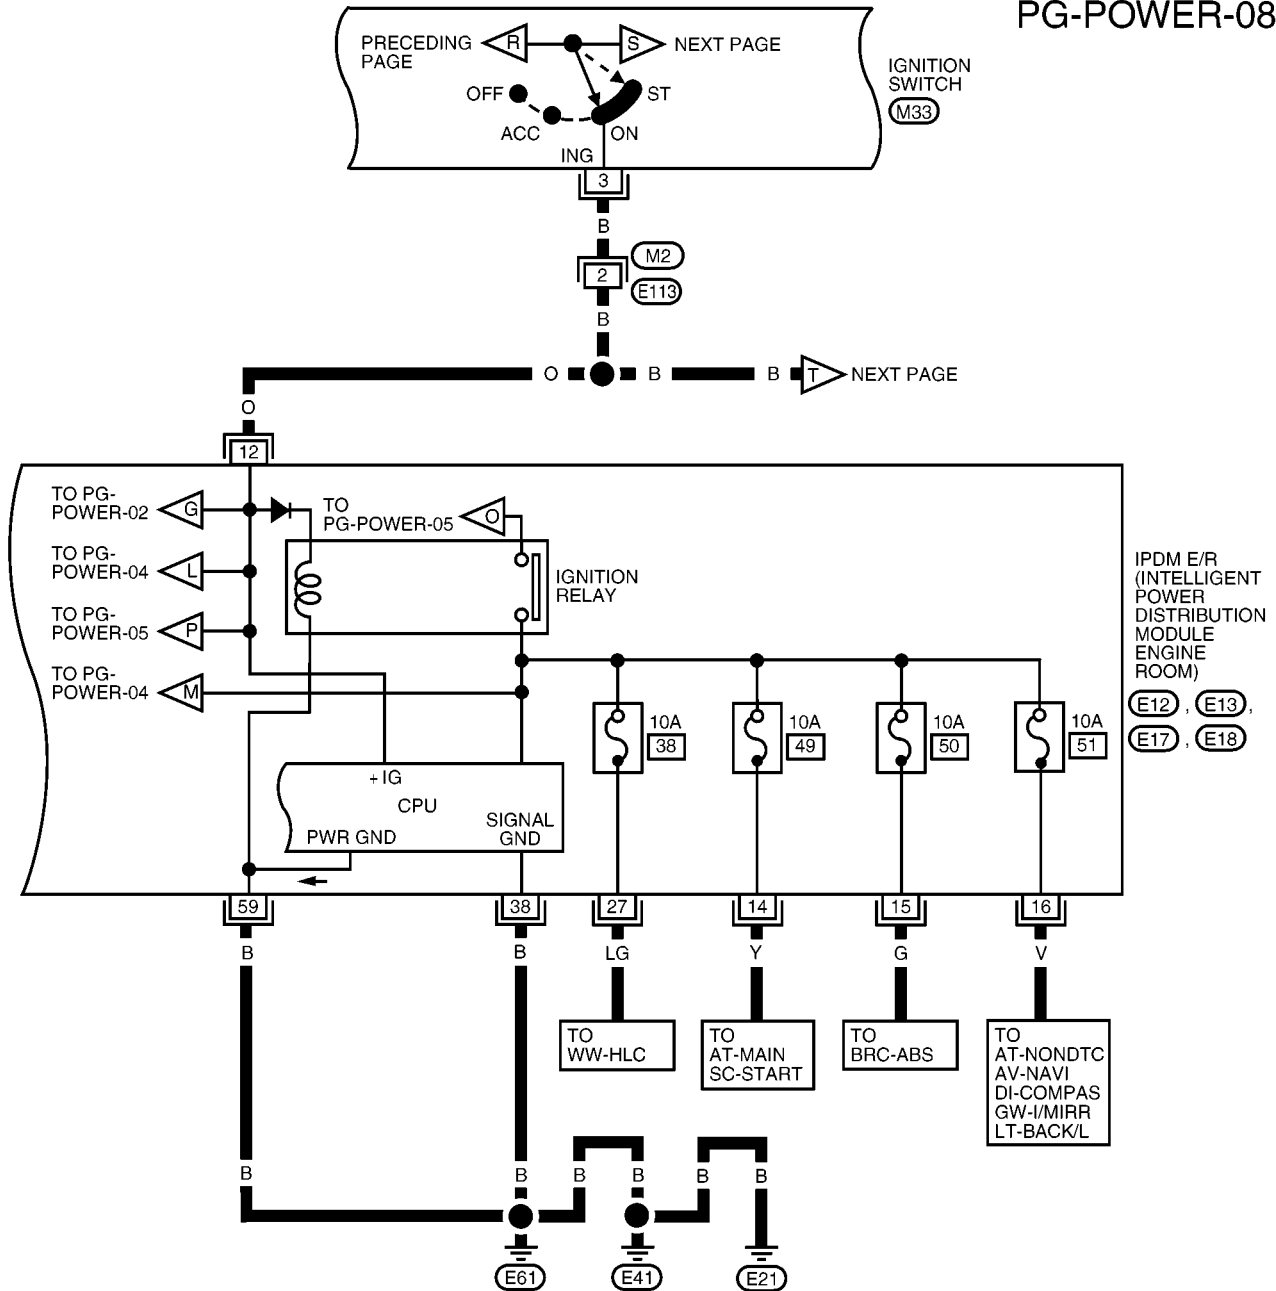 PG-POWER-08
PRECEDING
PAGE
R
S
NEXT PAGE
IGNITION
SWITCH
M33
OFF
ST
ACC
ON
ING
3
B
M2
2
E113
B
O
B
B
T
NEXT PAGE
O
12
TO PG-
POWER-02
G
TO
PG-POWER-05
O
TO PG-
POWER-04
L
IGNITION
RELAY
TO PG-
POWER-05
P
TO PG-
POWER-04
M
IPDM E/R
(INTELLIGENT
POWER
DISTRIBUTION
MODULE
ENGINE
ROOM)
E12 , E13,
E17 , E18
10A
38
10A
49
10A
50
10A
51
+IG
CPU
PWR GND
SIGNAL
GND
59
38
27
14
15
16
B
B
LG
Y
G
V
TO
WW-HLC
TO
AT-MAIN
SC-START
TO
BRC-ABS
TO
AT-NONDTC
AV-NAVI
DI-COMPAS
GW-I/MIRR
LT-BACK/L
B
B
B
B
B
B
E61
E41
E21